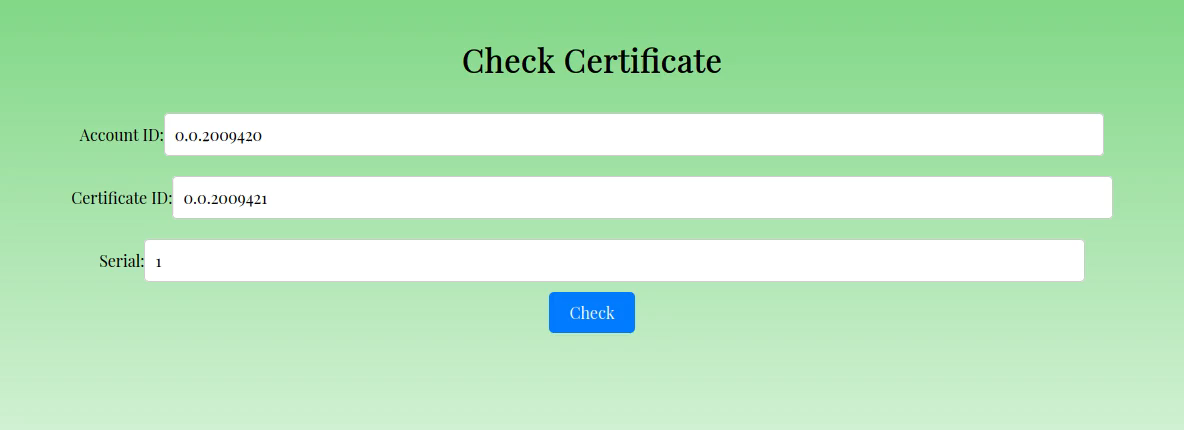 Check Certificate
Account ID: 0.0.2009420
Certificate ID: 0.0.2009421
Serial: 1
Check